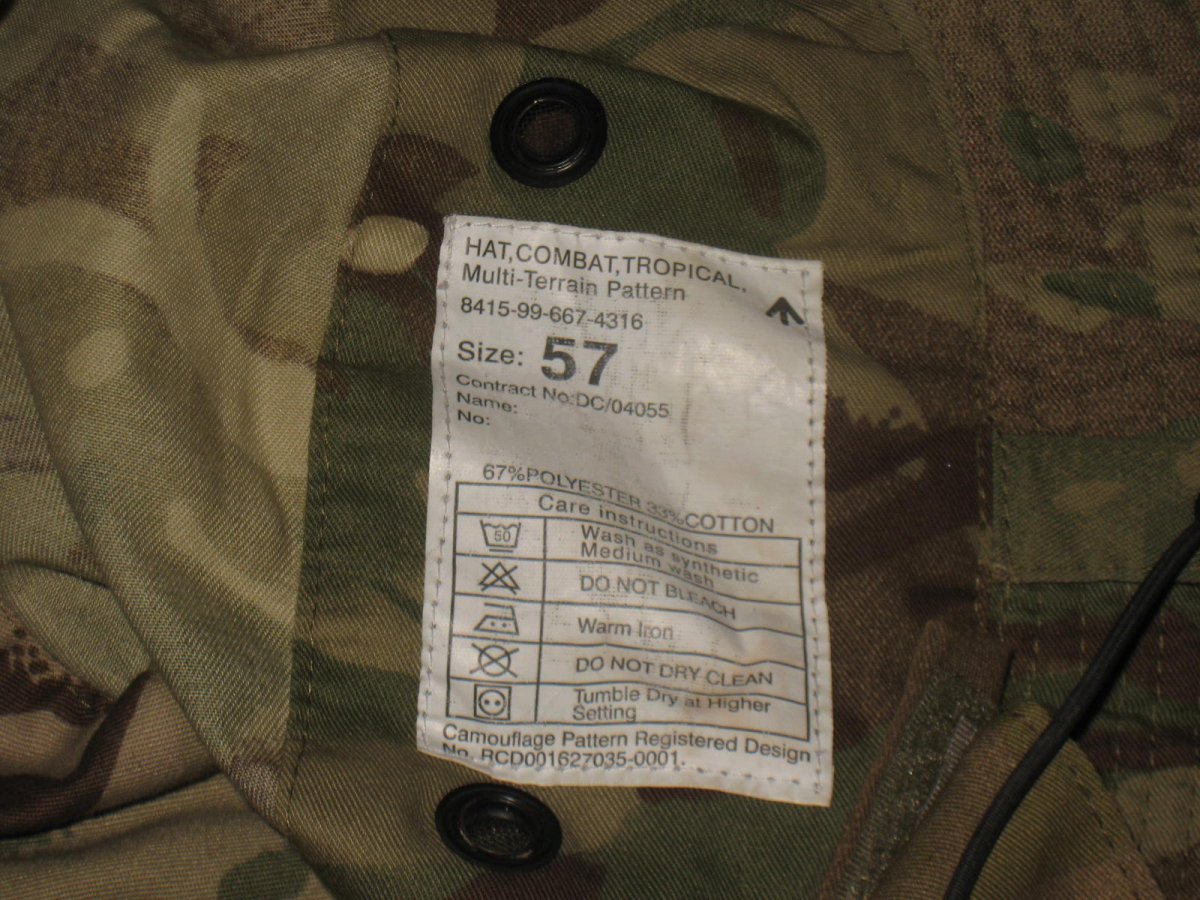 HAT,COMBAT,TROPICAL.
Multi-Terrain Pattern
8415-99-667-4316
Size: 57
Contract No:DC/04055
Name:
No:
67%POLYESTER 33%COTTON
Care instructions
50
Wash as synthetic
Medium wash
DO NOT BLEACH
Warm Iron
DO NOT DRY CLEAN
Tumble Dry at Higher
Setting
Camouflage Pattern Registered Design
No. RCD001627035-0001.